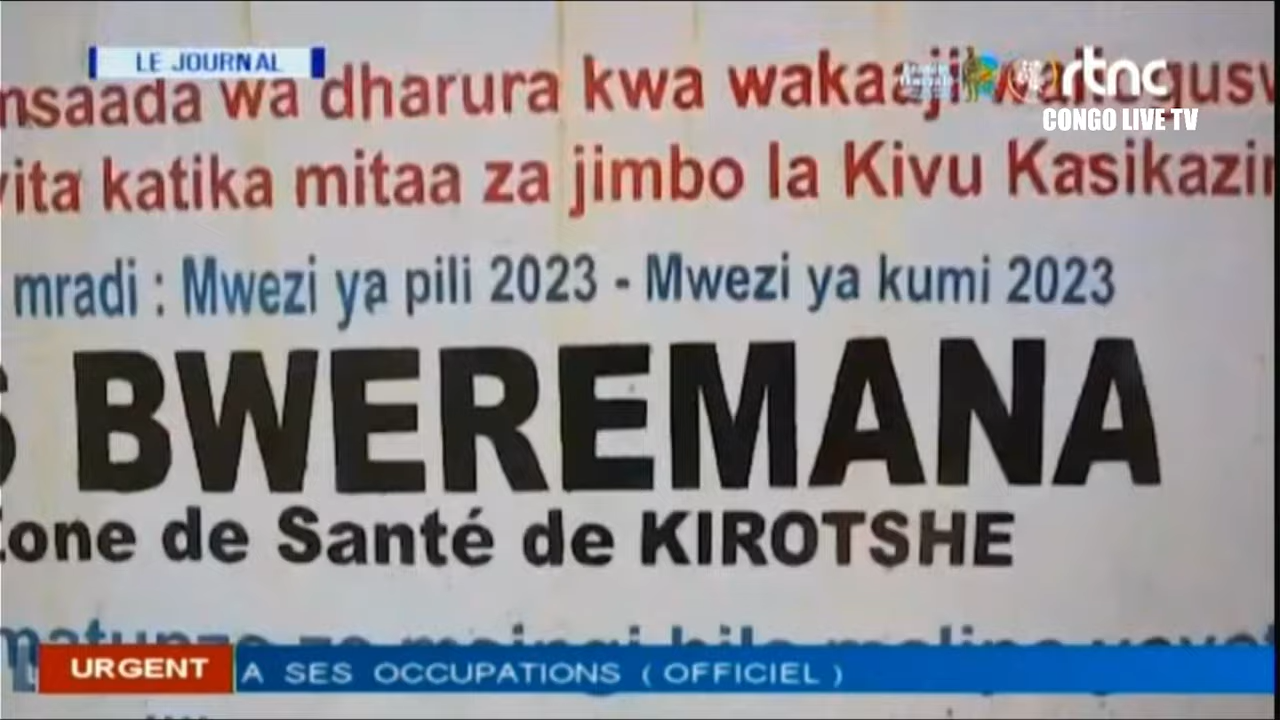 LE JOURNAL
rtnc
CONGO LIVE TV
msaada wa dharura kwa wakaaji
vita katika mitaa za jimbo la Kivu Kasikazin
mradi : Mwezi ya pili 2023 - Mwezi ya kumi 2023
BWEREMANA
Zone de Santé de KIROTSHE
URGENT
A SES OCCUPATIONS ( OFFICIEL )